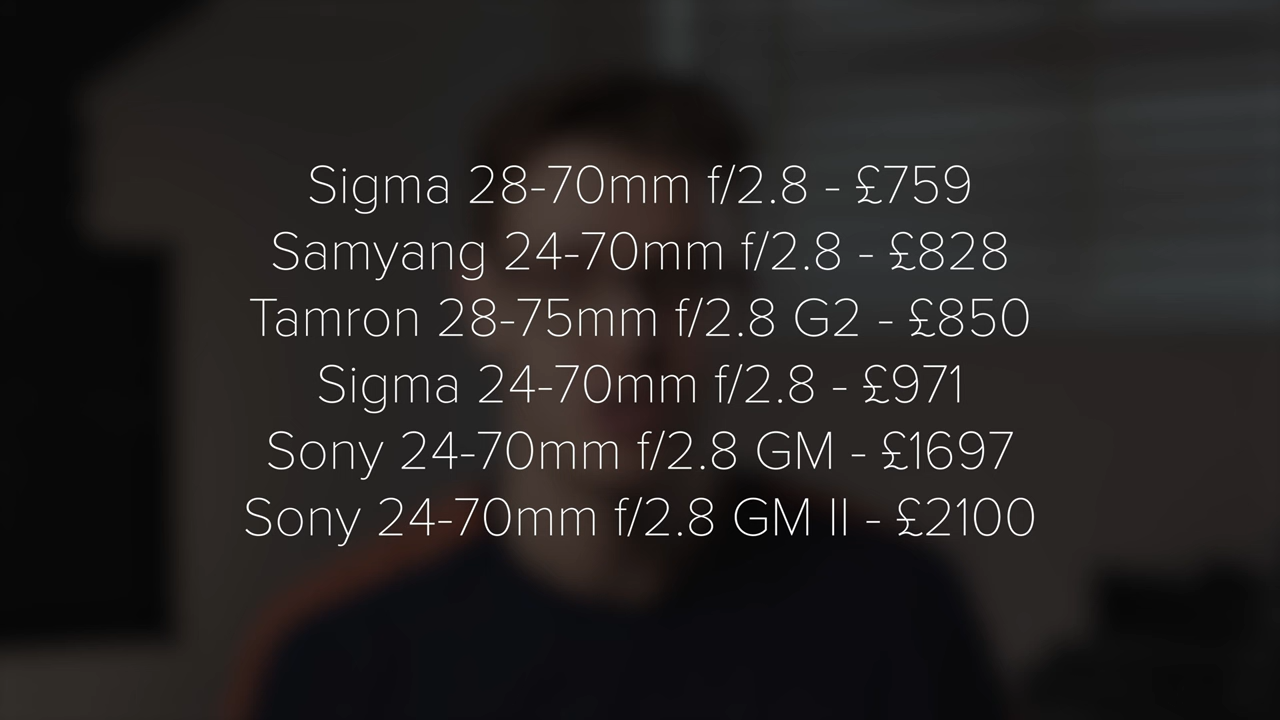 Sigma 28-70mm f/2.8 - £759
Samyang 24-70mm f/2.8 - £828
Tamron 28-75mm f/2.8 G2 - £850
Sigma 24-70mm f/2.8 - £971
Sony 24-70mm f/2.8 GM - £1697
Sony 24-70mm f/2.8 GM II - £2100